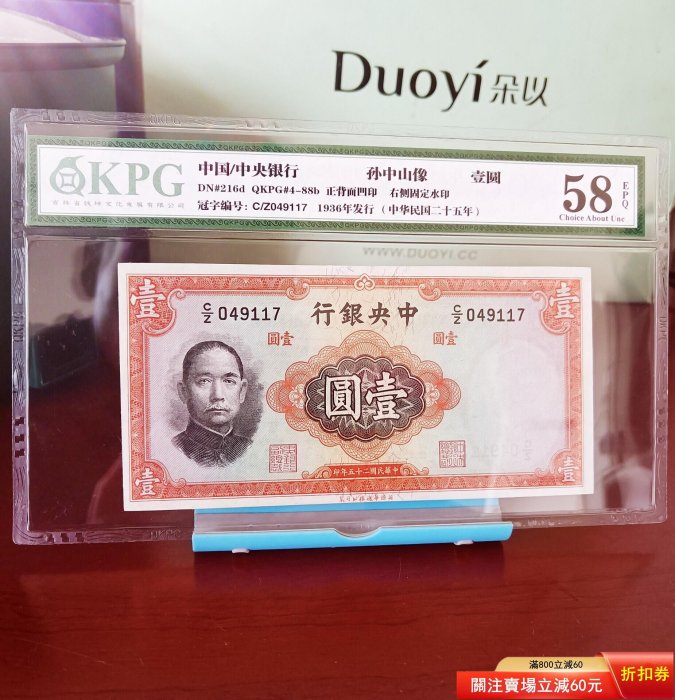 Duoyí 朵以
QKPG
中国/中央银行 孙中山像 壹圆
DN#216d QKPG#4-88b 正背面凹印 右侧固定水印
冠字编号: C/Z049117 1936年发行 (中华民国二十五年)
58 EPQ
Choice About Unc
WWW.DUOYI.CC
壹 壹
C/Z 049117 行銀央中 C/Z 049117
圓壹 圓壹
圓壹
印年五十二國民華中
壹 壹
满800立減60
關注賣場立減60元
折扣券